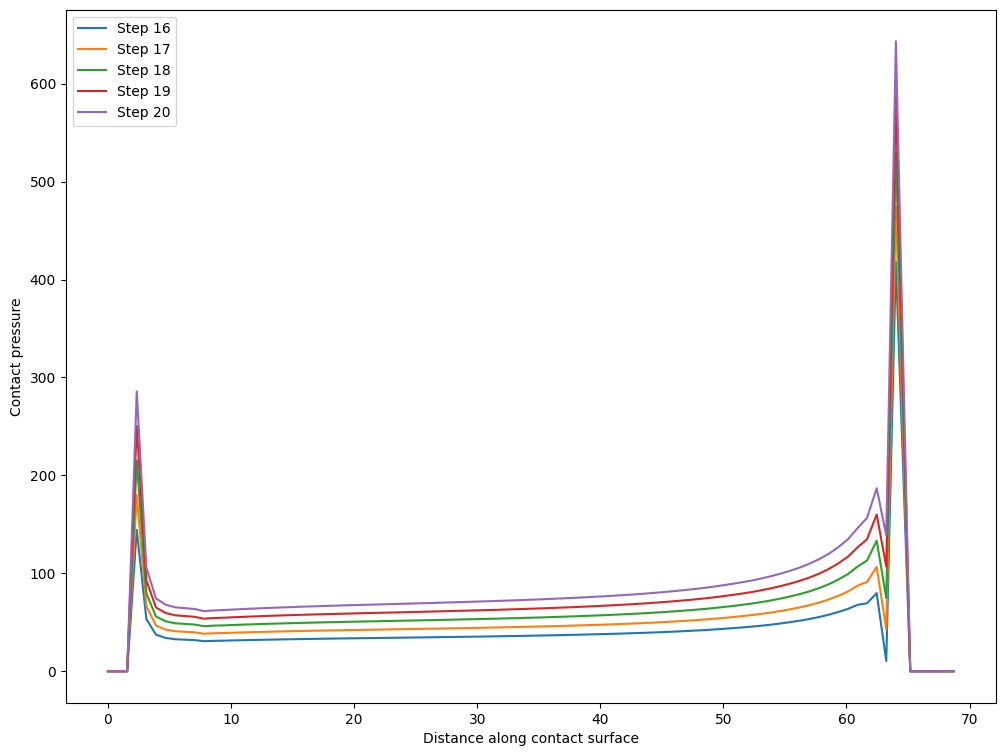 Step 16
Step 17
Step 18
Step 19
Step 20
600
500
400
300
200
100
0
Contact pressure
0 10 20 30 40 50 60 70
Distance along contact surface